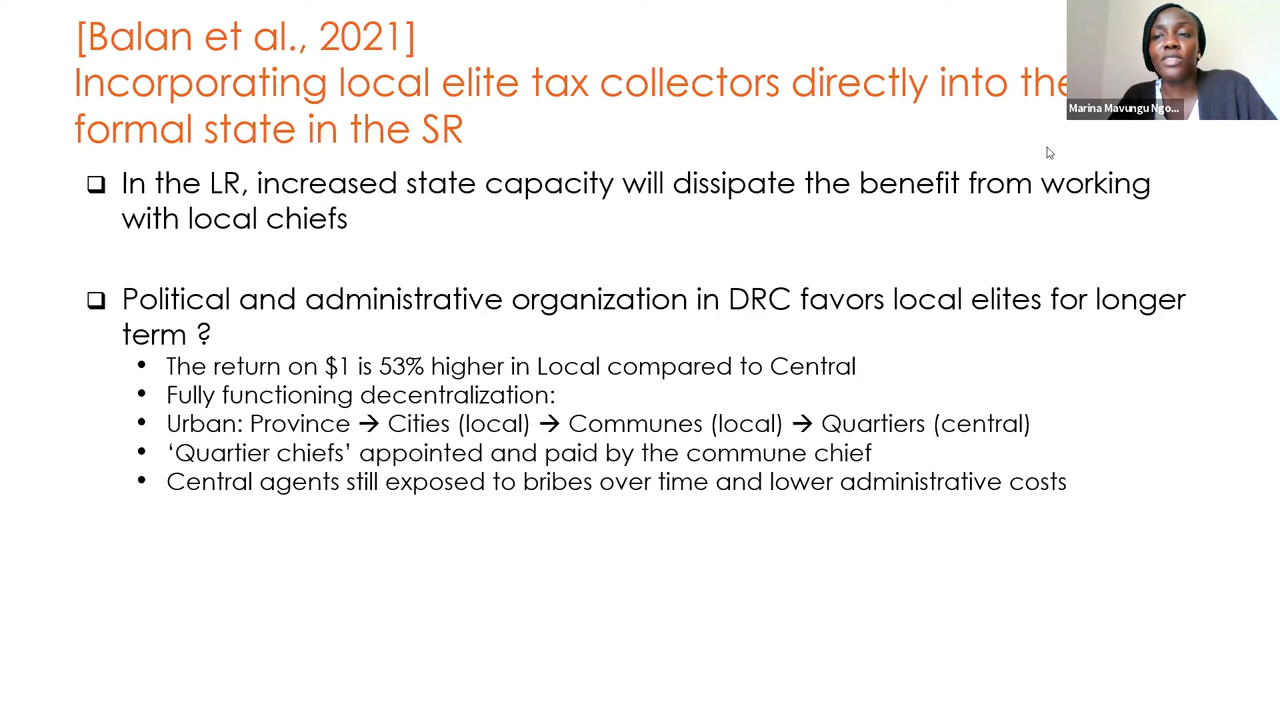 [Balan et al., 2021]
Incorporating local elite tax collectors directly into the
formal state in the SR
Marina Mavungu Ngo...
❑ In the LR, increased state capacity will dissipate the benefit from working
with local chiefs
❑ Political and administrative organization in DRC favors local elites for longer
term ?
• The return on $1 is 53% higher in Local compared to Central
• Fully functioning decentralization:
• Urban: Province → Cities (local) → Communes (local) → Quartiers (central)
• ‘Quartier chiefs’ appointed and paid by the commune chief
• Central agents still exposed to bribes over time and lower administrative costs